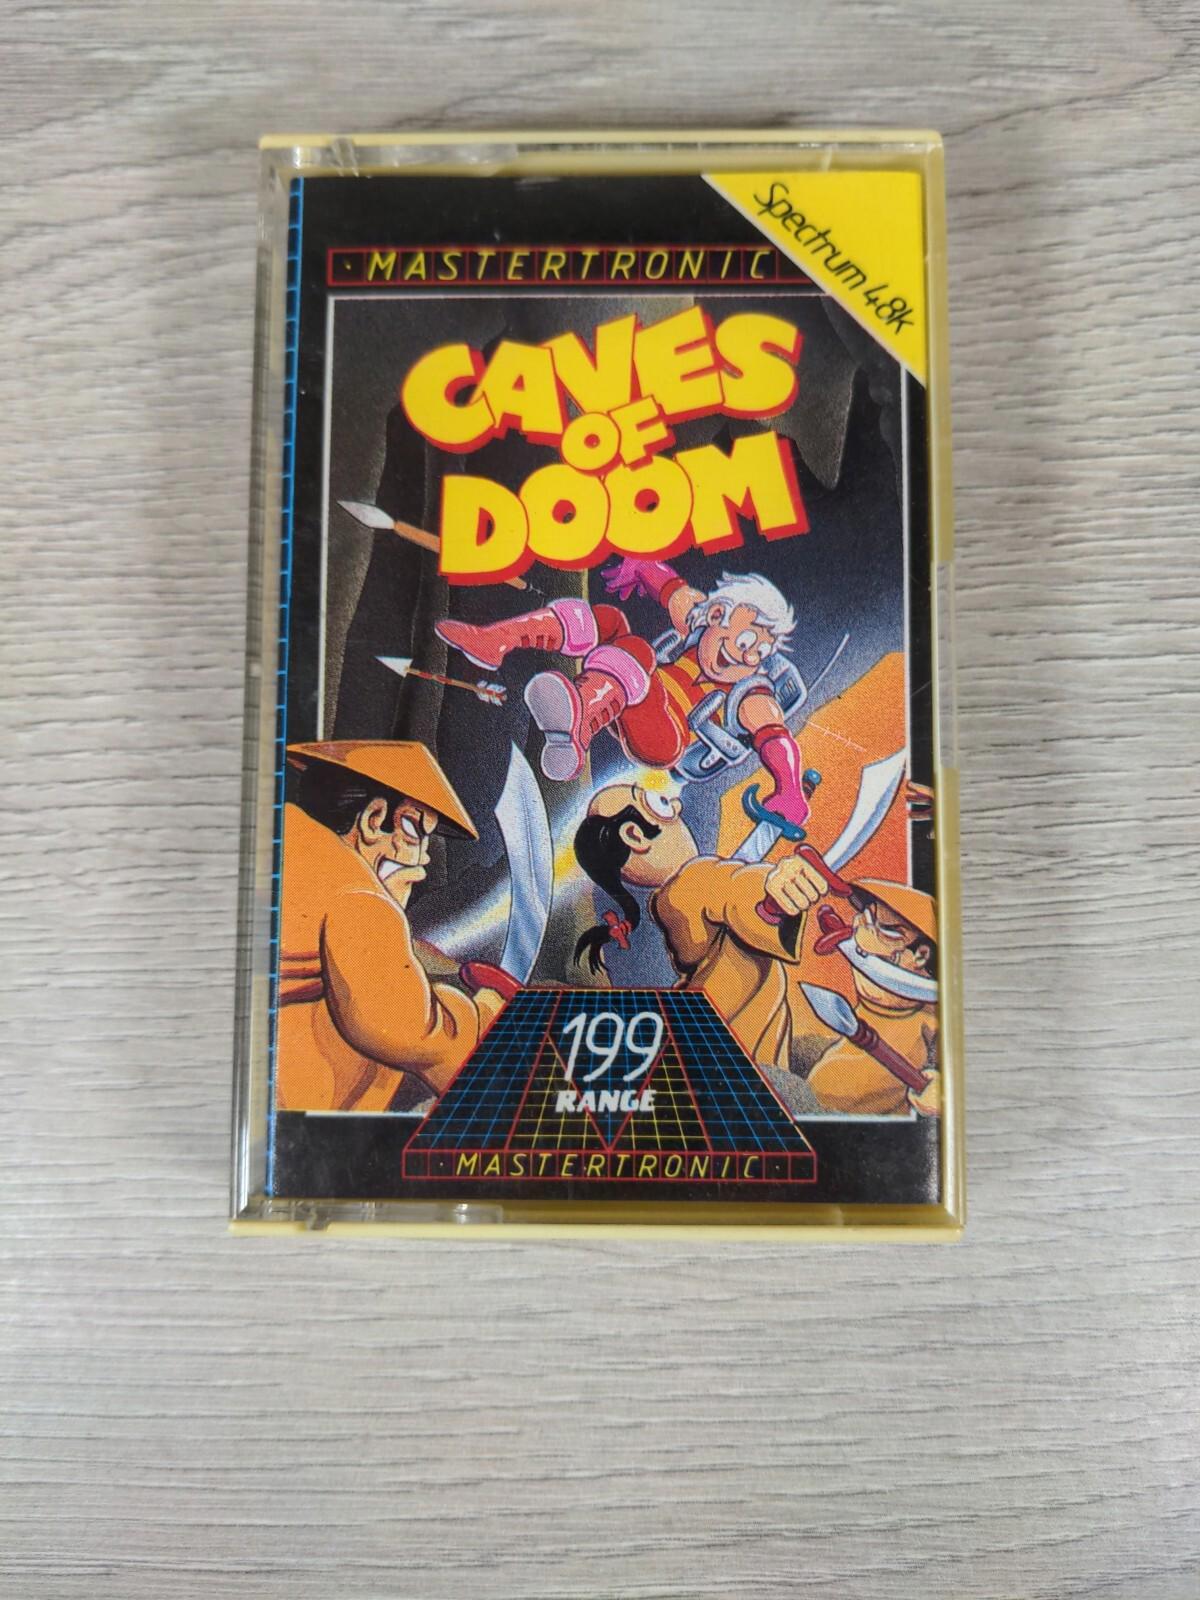 Spectrum 48k
MASTERTRONIC
CAVES
OF
DOOM
199
RANGE
MASTERTRONIC